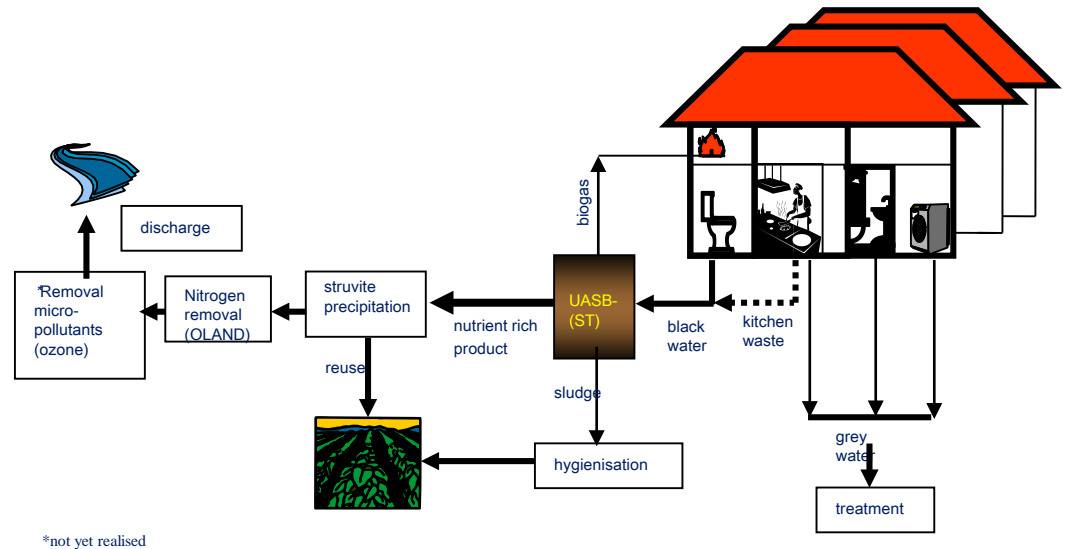 biogas
discharge
*Removal
micro-
pollutants
(ozone)
Nitrogen
removal
(OLAND)
struvite
precipitation
nutrient rich
product
UASB-
(ST)
black
water
kitchen
waste
reuse
sludge
hygienisation
grey
water
treatment
*not yet realised